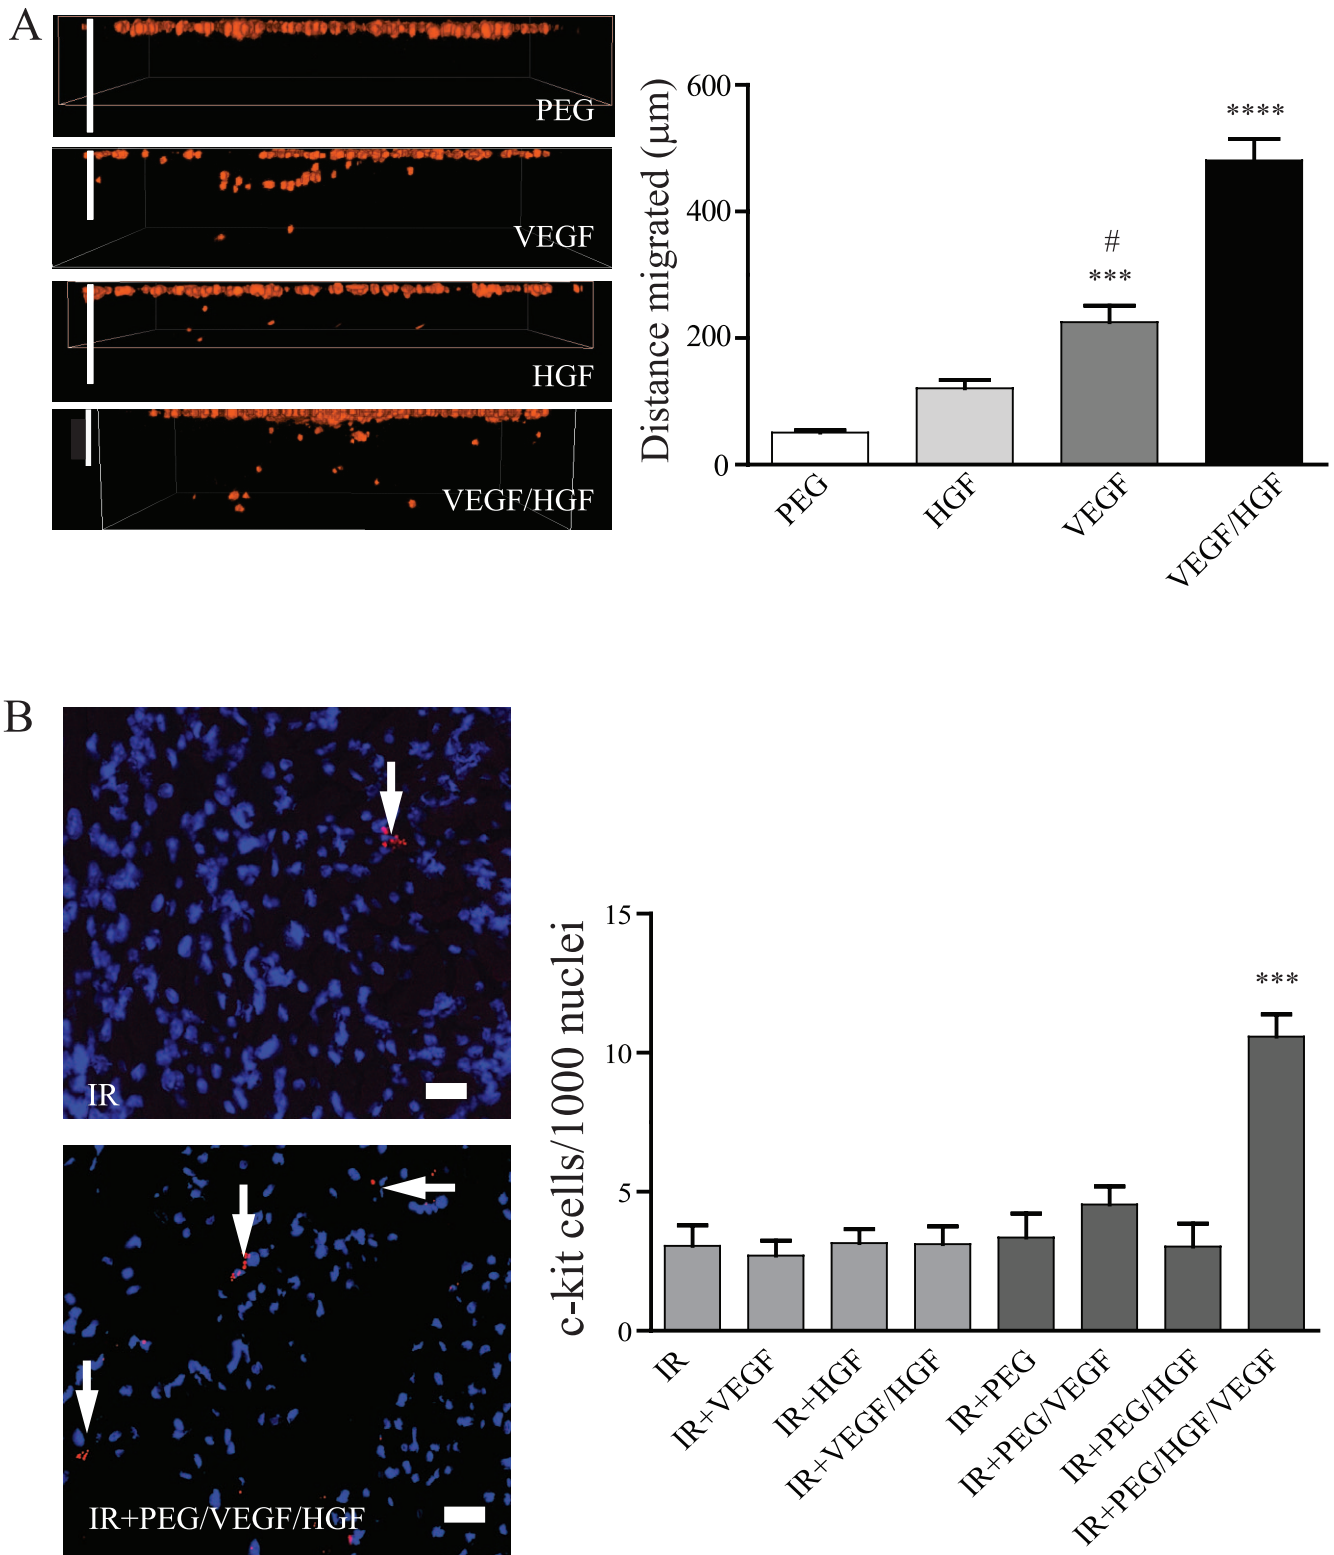 A
PEG
VEGF
HGF
VEGF/HGF
Distance migrated (μm)
600
400
200
0
****
#
***
PEG
HGF
VEGF
VEGF/HGF
B
IR
IR+PEG/VEGF/HGF
c-kit cells/1000 nuclei
15
10
5
0
***
IR
IR+VEGF
IR+HGF
IR+VEGF/HGF
IR+PEG
IR+PEG/VEGF
IR+PEG/HGF
IR+PEG/HGF/VEGF